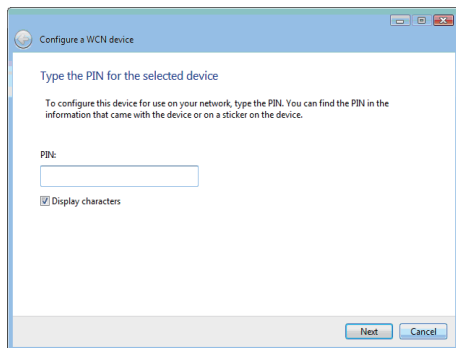 Configure a WCN device
Type the PIN for the selected device
To configure this device for use on your network, type the PIN. You can find the PIN in the
information that came with the device or on a sticker on the device.
PIN:
Display characters
Next Cancel